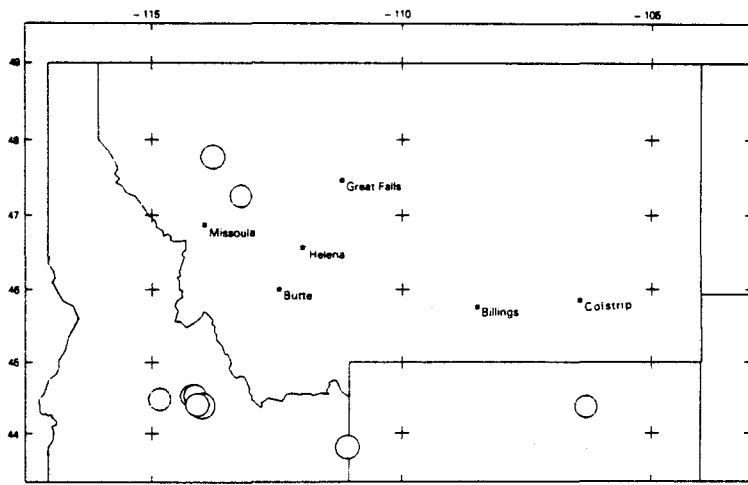 - 115
- 110
- 105
49
48
47
46
45
44
Great Falls
Missoula
Helena
Butte
Billings
Colstrip